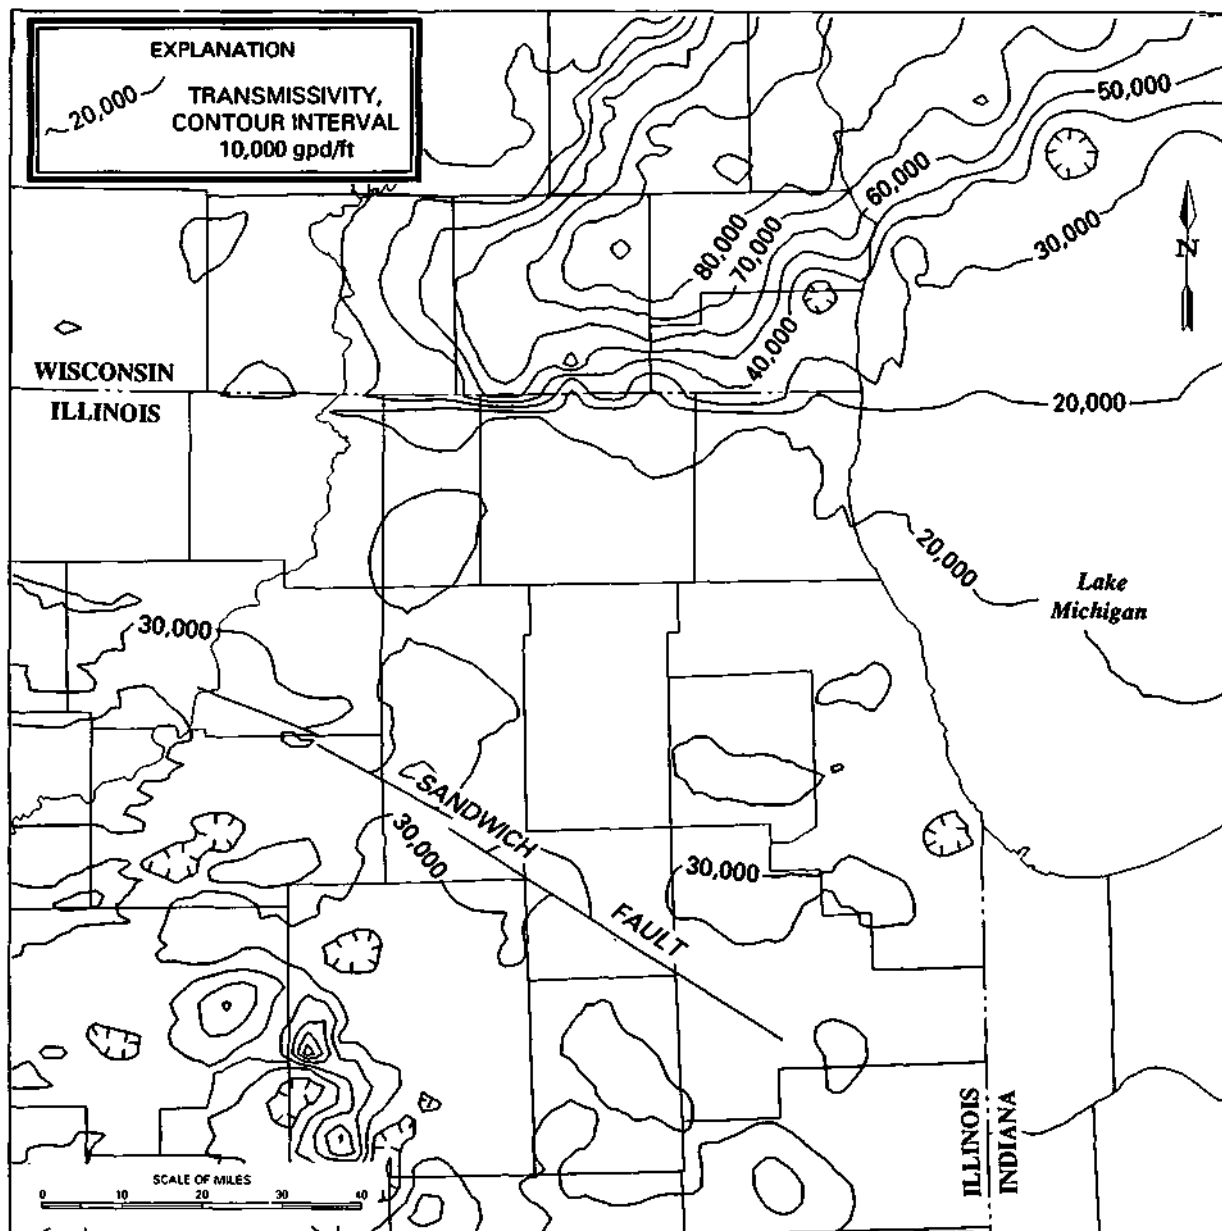 EXPLANATION
20,000
TRANSMISSIVITY,
CONTOUR INTERVAL
10,000 gpd/ft
50,000
60,000
80,000
70,000
30,000
N
40,000
WISCONSIN
ILLINOIS
20,000
20,000
Lake
Michigan
30,000
SANDWICH
FAULT
30,000
30,000
ILLINOIS
INDIANA
SCALE OF MILES
0 10 20 30 40